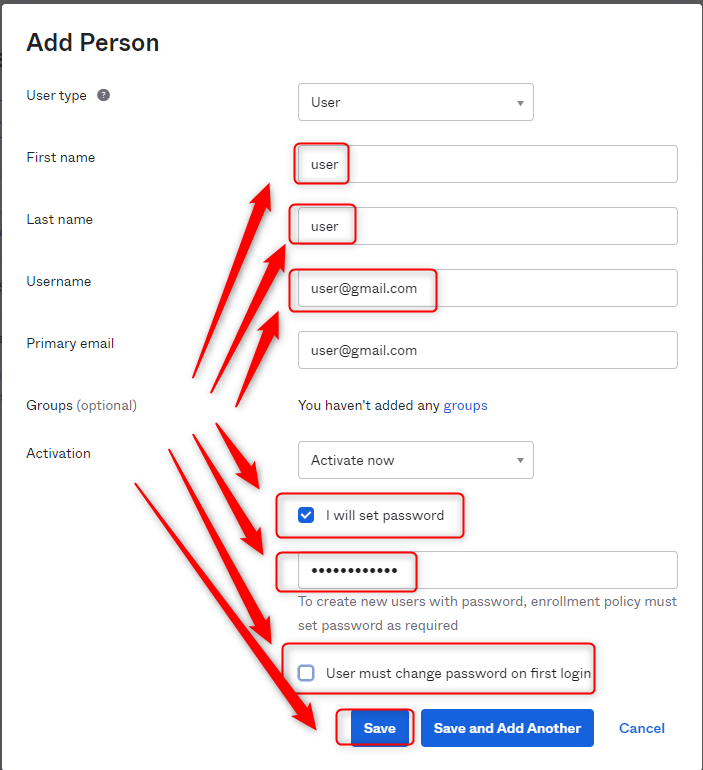 Add Person
User type ?
User
First name
user
Last name
user
Username
user@gmail.com
Primary email
user@gmail.com
Groups (optional)
You haven't added any groups
Activation
Activate now
I will set password
••••••••••••
To create new users with password, enrollment policy must
set password as required
User must change password on first login
Save
Save and Add Another
Cancel